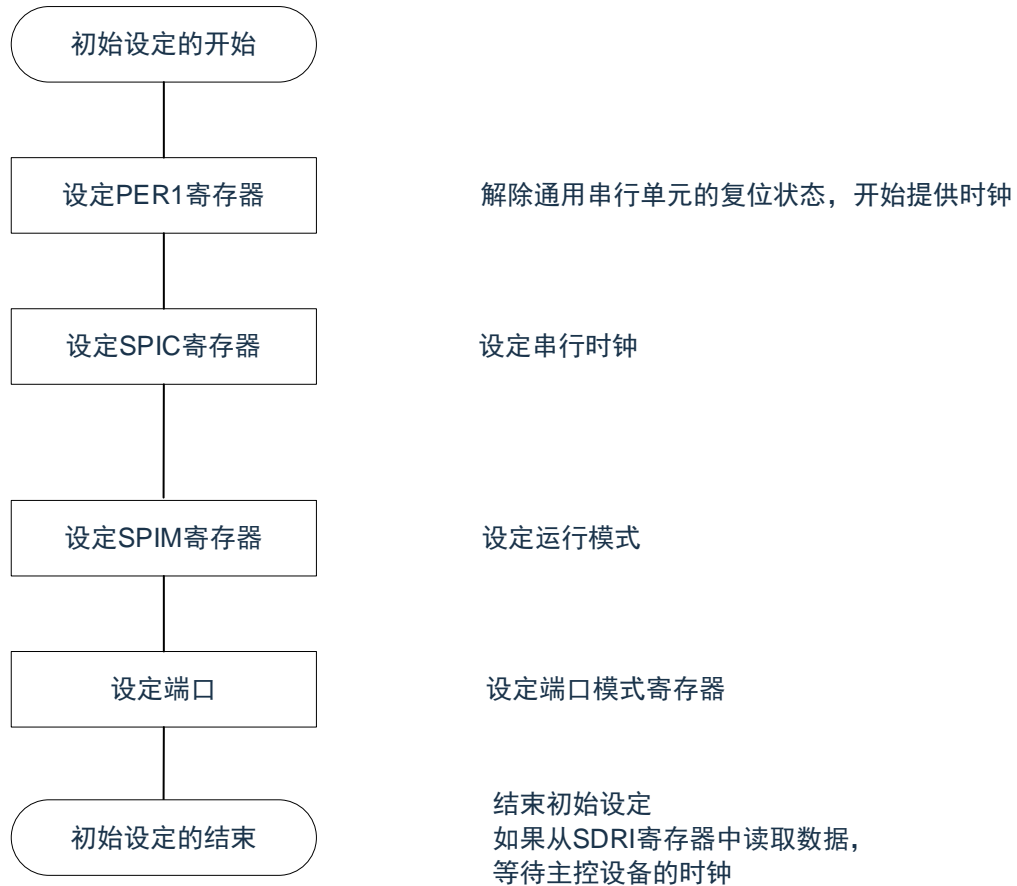 初始设定的开始
设定PER1寄存器
解除通用串行单元的复位状态，开始提供时钟
设定SPIC寄存器
设定串行时钟
设定SPIM寄存器
设定运行模式
设定端口
设定端口模式寄存器
初始设定的结束
结束初始设定
如果从SDRI寄存器中读取数据，
等待主控设备的时钟